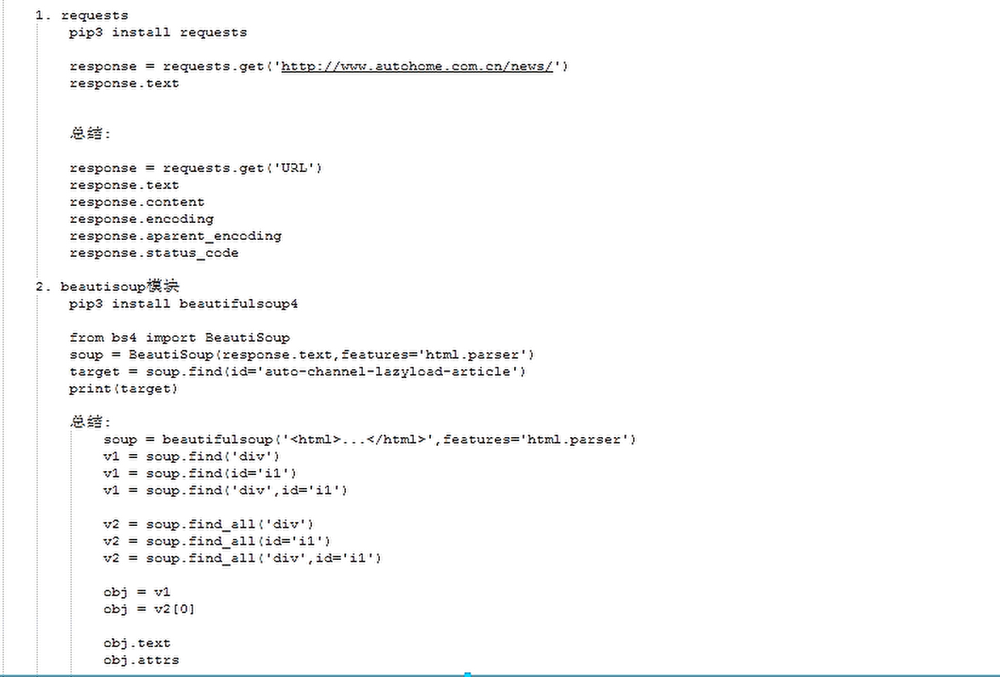 1. requests
pip3 install requests
response = requests.get('http://www.autohome.com.cn/news/')
response.text
总结:
response = requests.get('URL')
response.text
response.content
response.encoding
response.aparent_encoding
response.status_code
2. beautisoup模块
pip3 install beautifulsoup4
from bs4 import BeautiSoup
soup = BeautiSoup(response.text,features='html.parser')
target = soup.find(id='auto-channel-lazyload-article')
print(target)
总结:
soup = beautifulsoup('<html>...</html>',features='html.parser')
v1 = soup.find('div')
v1 = soup.find(id='i1')
v1 = soup.find('div',id='i1')
v2 = soup.find_all('div')
v2 = soup.find_all(id='i1')
v2 = soup.find_all('div',id='i1')
obj = v1
obj = v2[0]
obj.text
obj.attrs